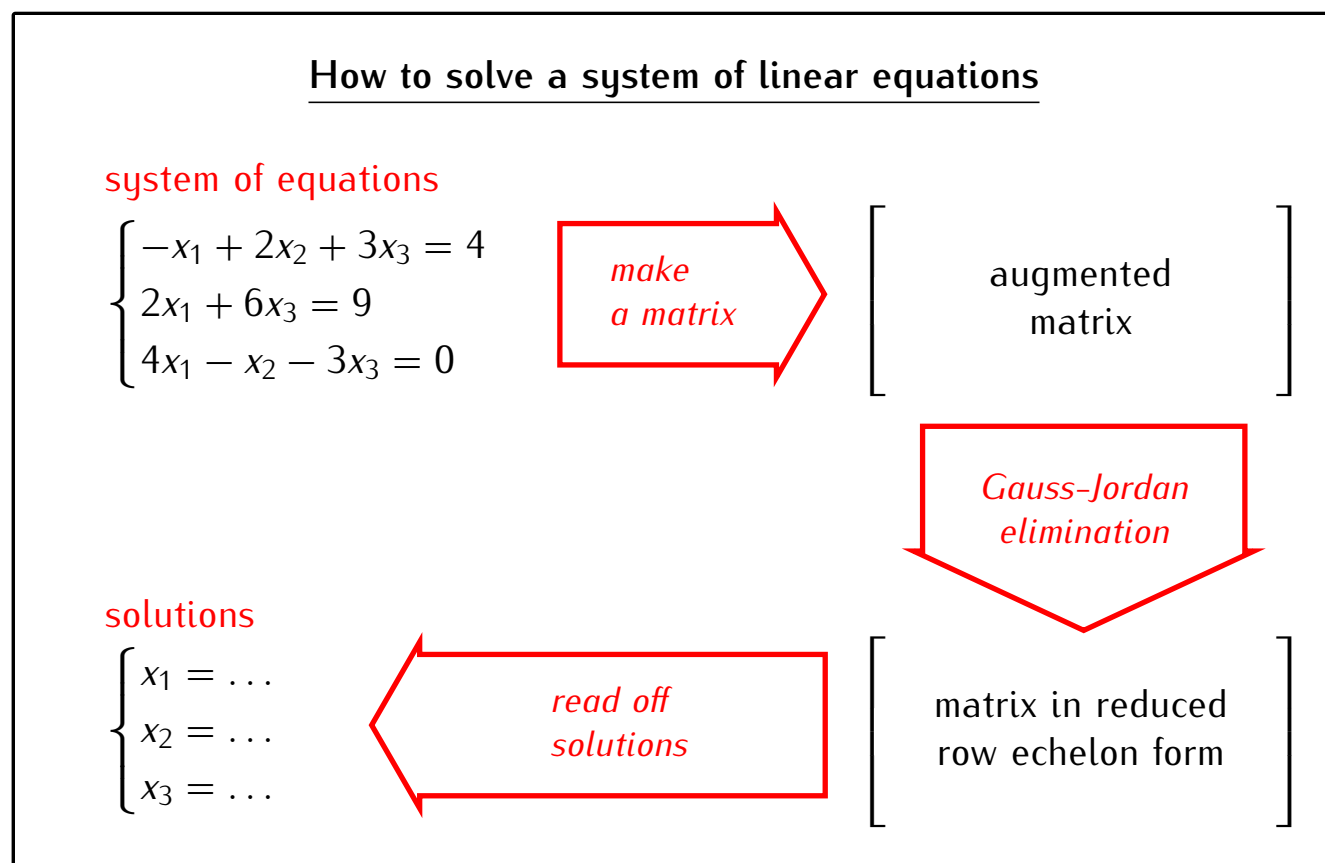 How to solve a system of linear equations
system of equations
−x₁ + 2x₂ + 3x₃ = 4
2x₁ + 6x₃ = 9
4x₁ − x₂ − 3x₃ = 0
make
a matrix
augmented
matrix
Gauss–Jordan
elimination
matrix in reduced
row echelon form
read off
solutions
solutions
x₁ = . . .
x₂ = . . .
x₃ = . . .